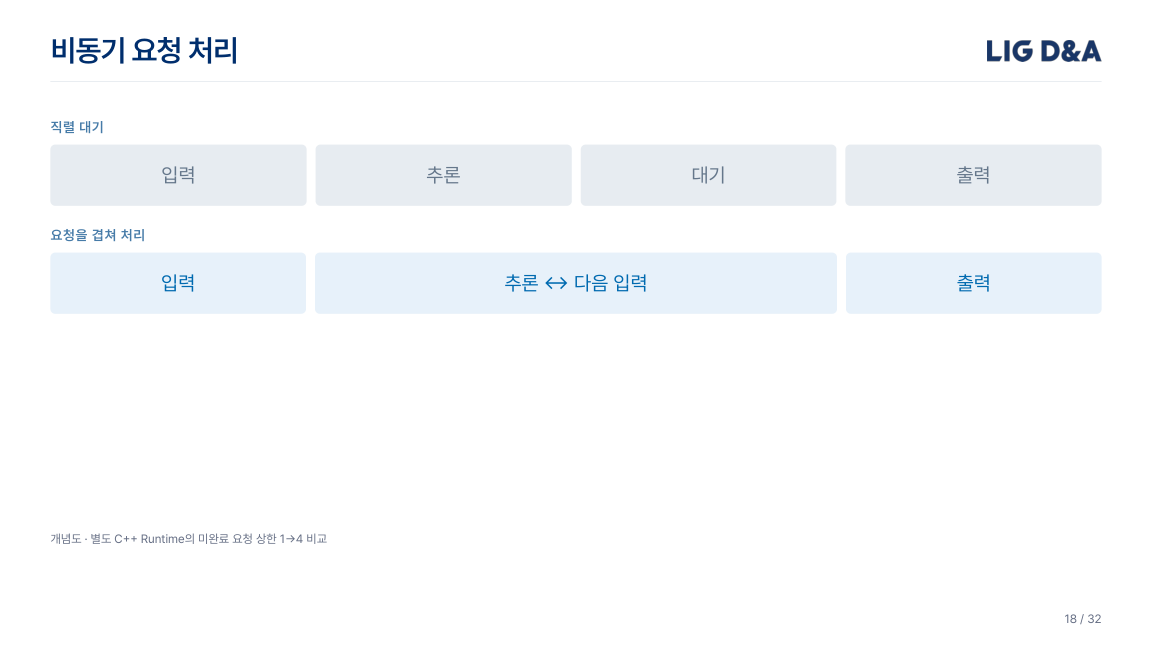 비동기 요청 처리
LIG D&A
직렬 대기
입력 추론 대기 출력
요청을 겹쳐 처리
입력 추론 ↔ 다음 입력 출력
개념도 · 별도 C++ Runtime의 미완료 요청 상한 1→4 비교
18 / 32